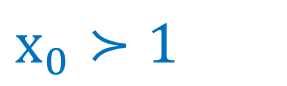 x₀ ≻ 1